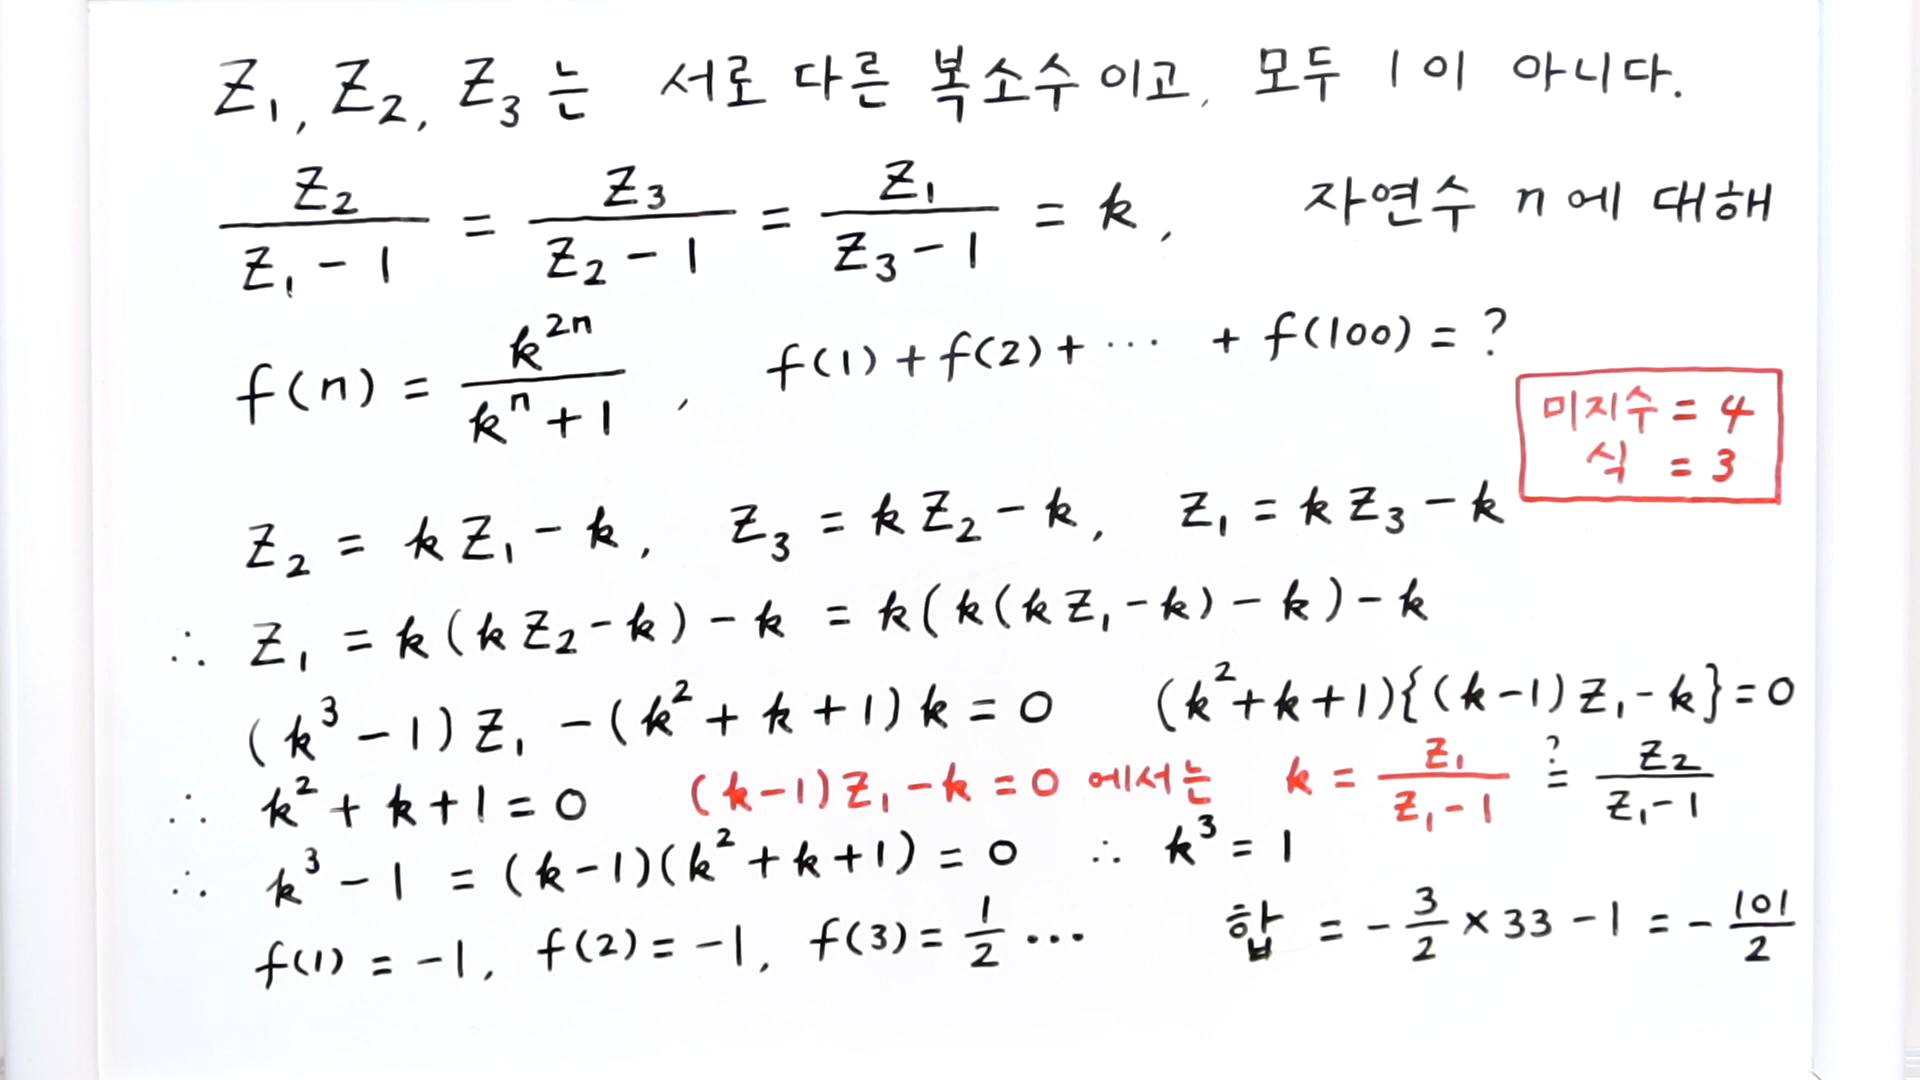 Z₁, Z₂, Z₃ 는 서로 다른 복소수이고, 모두 1이 아니다.
Z₂/(Z₁ - 1) = Z₃/(Z₂ - 1) = Z₁/(Z₃ - 1) = k, 자연수 n에 대해
f(n) = k²ⁿ/(kⁿ + 1), f(1) + f(2) + ⋯ + f(100) = ?
미지수 = 4
식 = 3
Z₂ = kZ₁ - k, Z₃ = kZ₂ - k, Z₁ = kZ₃ - k
∴ Z₁ = k(kZ₂ - k) - k = k(k(kZ₁ - k) - k) - k
(k³ - 1)Z₁ - (k² + k + 1)k = 0 (k² + k + 1){(k - 1)Z₁ - k} = 0
∴ k² + k + 1 = 0 (k - 1)Z₁ - k = 0 에서는 k = Z₁/(Z₁ - 1) ≟ Z₂/(Z₁ - 1)
∴ k³ - 1 = (k - 1)(k² + k + 1) = 0 ∴ k³ = 1
f(1) = -1, f(2) = -1, f(3) = 1/2 ⋯ 합 = - 3/2 × 33 - 1 = - 101/2